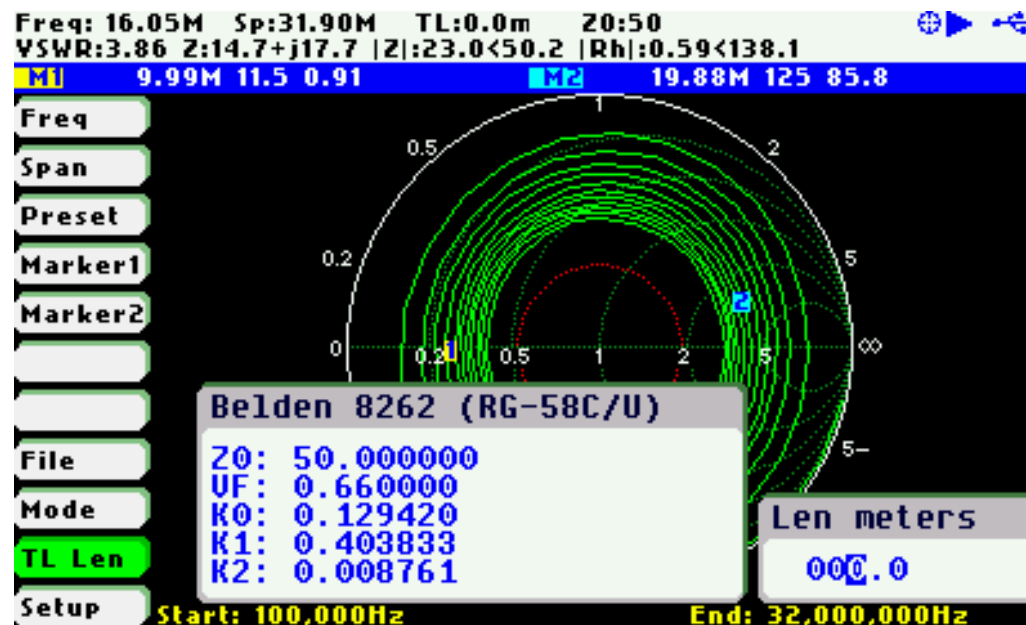 Freq: 16.05M Sp:31.90M TL:0.0m Z0:50
VSWR:3.86 Z:14.7+j17.7 |Z|:23.0<50.2 |Rh|:0.59<138.1
M1 9.99M 11.5 0.91 M2 19.88M 125 85.8
Freq
Span
Preset
Marker1
Marker2
File
Mode
TL Len
Setup
1
0.5 2
0.2 5
2
0 0.2 1 0.5 1 2 5 ∞
5-
Belden 8262 (RG-58C/U)
Z0: 50.000000
VF: 0.660000
K0: 0.129420
K1: 0.403833
K2: 0.008761
Len meters
000.0
Start: 100,000Hz End: 32,000,000Hz